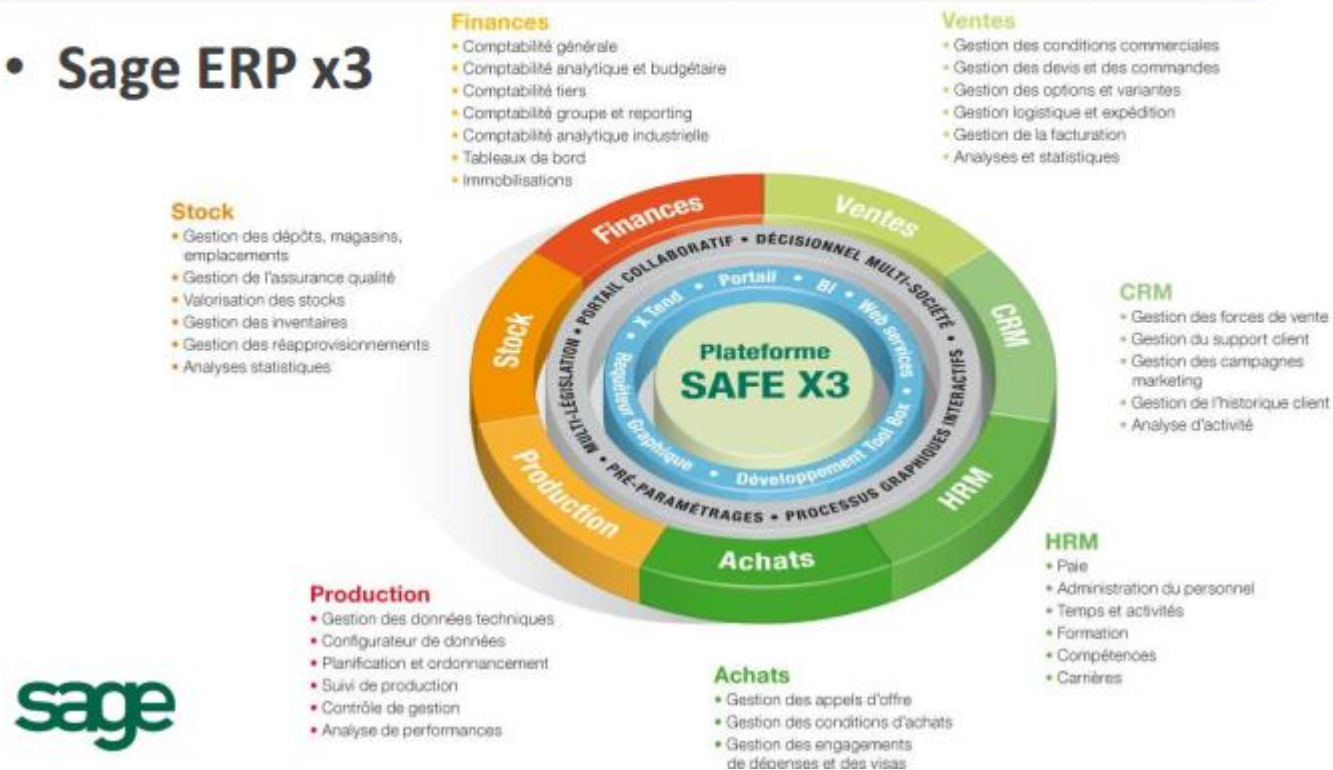 • Sage ERP x3
Finances
• Comptabilité générale
• Comptabilité analytique et budgétaire
• Comptabilité tiers
• Comptabilité groupe et reporting
• Comptabilité analytique industrielle
• Tableaux de bord
• Immobilisations
Ventes
• Gestion des conditions commerciales
• Gestion des devis et des commandes
• Gestion des options et variantes
• Gestion logistique et expédition
• Gestion de la facturation
• Analyses et statistiques
Stock
• Gestion des dépôts, magasins,
emplacements
• Gestion de l'assurance qualité
• Valorisation des stocks
• Gestion des inventaires
• Gestion des réapprovisionnements
• Analyses statistiques
CRM
• Gestion des forces de vente
• Gestion du support client
• Gestion des campagnes
marketing
• Gestion de l'historique client
• Analyse d'activité
Finances
Ventes
CRM
HRM
Achats
Production
Stock
MULTI-LÉGISLATION • PORTAIL COLLABORATIF • DÉCISIONNEL MULTI-SOCIÉTÉ •
PRÉ-PARAMÉTRAGES • PROCESSUS GRAPHIQUES INTERACTIFS
• X Tend • Portail • BI • Web services •
Requêteur Graphique • Développement Tool Box
Plateforme
SAFE X3
HRM
• Paie
• Administration du personnel
• Temps et activités
• Formation
• Compétences
• Carrières
Production
• Gestion des données techniques
• Configurateur de données
• Planification et ordonnancement
• Suivi de production
• Contrôle de gestion
• Analyse de performances
Achats
• Gestion des appels d'offre
• Gestion des conditions d'achats
• Gestion des engagements
de dépenses et des visas
sage